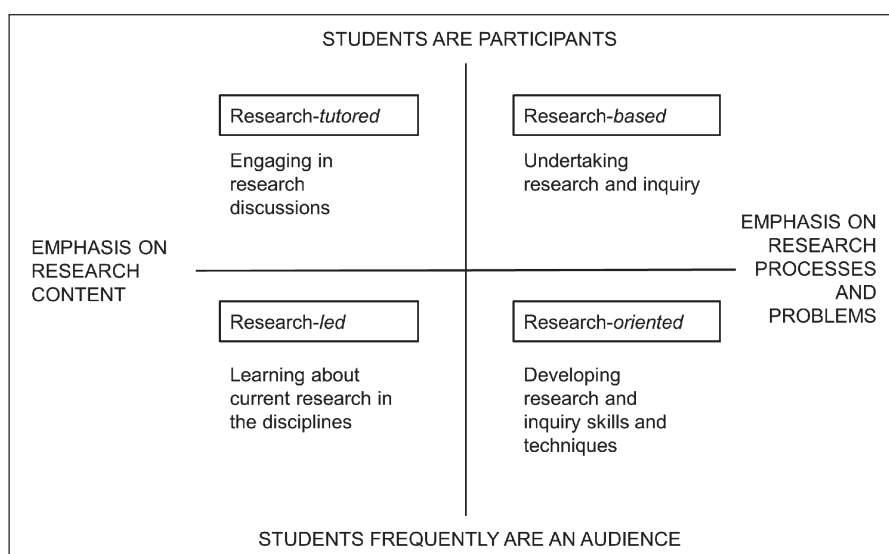 STUDENTS ARE PARTICIPANTS
Research-tutored
Engaging in
research
discussions
Research-based
Undertaking
research and inquiry
EMPHASIS ON
RESEARCH
CONTENT
EMPHASIS ON
RESEARCH
PROCESSES
AND
PROBLEMS
Research-led
Learning about
current research in
the disciplines
Research-oriented
Developing
research and
inquiry skills and
techniques
STUDENTS FREQUENTLY ARE AN AUDIENCE